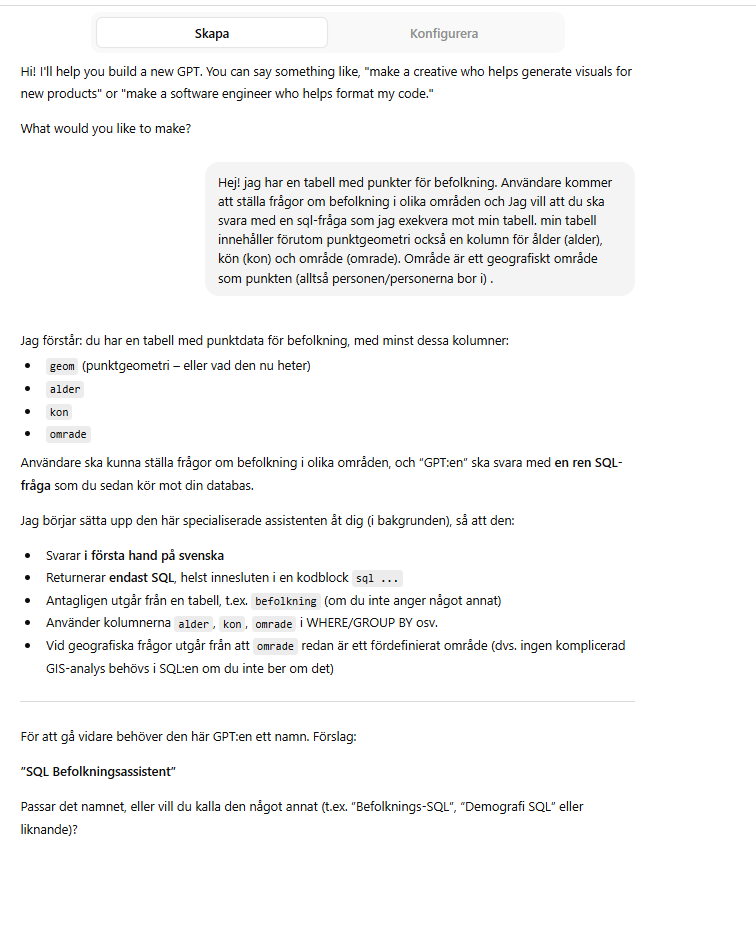 Skapa
Konfigurera
Hi! I'll help you build a new GPT. You can say something like, "make a creative who helps generate visuals for
new products" or "make a software engineer who helps format my code."
What would you like to make?
Hej! jag har en tabell med punkter för befolkning. Användare kommer
att ställa frågor om befolkning i olika områden och Jag vill att du ska
svara med en sql-fråga som jag exekvera mot min tabell. min tabell
innehåller förutom punktgeometri också en kolumn för ålder (alder),
kön (kon) och område (omrade). Område är ett geografiskt område
som punkten (alltså personen/personerna bor i) .
Jag förstår: du har en tabell med punktdata för befolkning, med minst dessa kolumner:
• geom (punktgeometri – eller vad den nu heter)
• alder
• kon
• omrade
Användare ska kunna ställa frågor om befolkning i olika områden, och “GPT:en” ska svara med en ren SQL-
fråga som du sedan kör mot din databas.
Jag börjar sätta upp den här specialiserade assistenten åt dig (i bakgrunden), så att den:
• Svarar i första hand på svenska
• Returnerar endast SQL, helst innesluten i en kodblock sql ...
• Antagligen utgår från en tabell, t.ex. befolkning (om du inte anger något annat)
• Använder kolumnerna alder, kon, omrade i WHERE/GROUP BY osv.
• Vid geografiska frågor utgår från att omrade redan är ett fördefinierat område (dvs. ingen komplicerad
GIS-analys behövs i SQL:en om du inte ber om det)
För att gå vidare behöver den här GPT:en ett namn. Förslag:
“SQL Befolkningsassistent”
Passar det namnet, eller vill du kalla den något annat (t.ex. “Befolknings-SQL”, “Demografi SQL” eller
liknande)?